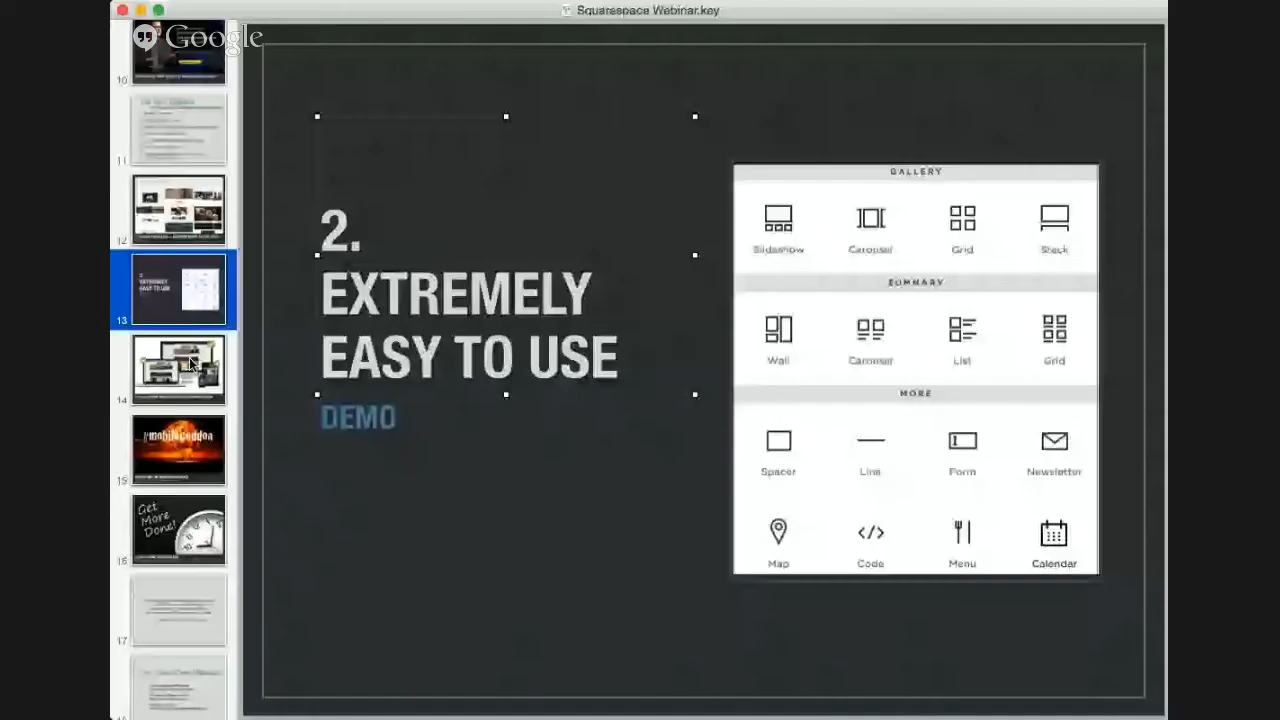 Squarespace Webinar.key
Google
10
11
12
13
14
15
16
17
2.
EXTREMELY
EASY TO USE
DEMO
GALLERY
Slideshow Carousel Grid Stack
SUMMARY
Wall Carousel List Grid
MORE
Spacer Line Form Newsletter
Map Code Menu Calendar
#mobilegeddon
Get
More
Done!